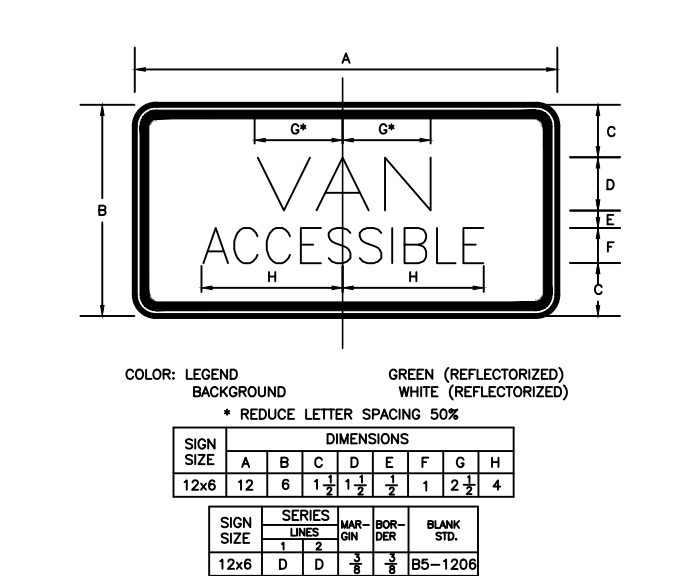 A
G* G*
C
VAN
D
B
E
ACCESSIBLE
F
H H
C
COLOR: LEGEND GREEN (REFLECTORIZED)
BACKGROUND WHITE (REFLECTORIZED)
* REDUCE LETTER SPACING 50%
SIGN SIZE DIMENSIONS
A B C D E F G H
12x6 12 6 1 1/2 1 1/2 1/2 1 2 1/2 4
SIGN SIZE SERIES MAR- GIN BOR- DER BLANK STD.
LINES
1 2
12x6 D D 3/8 3/8 B5-1206